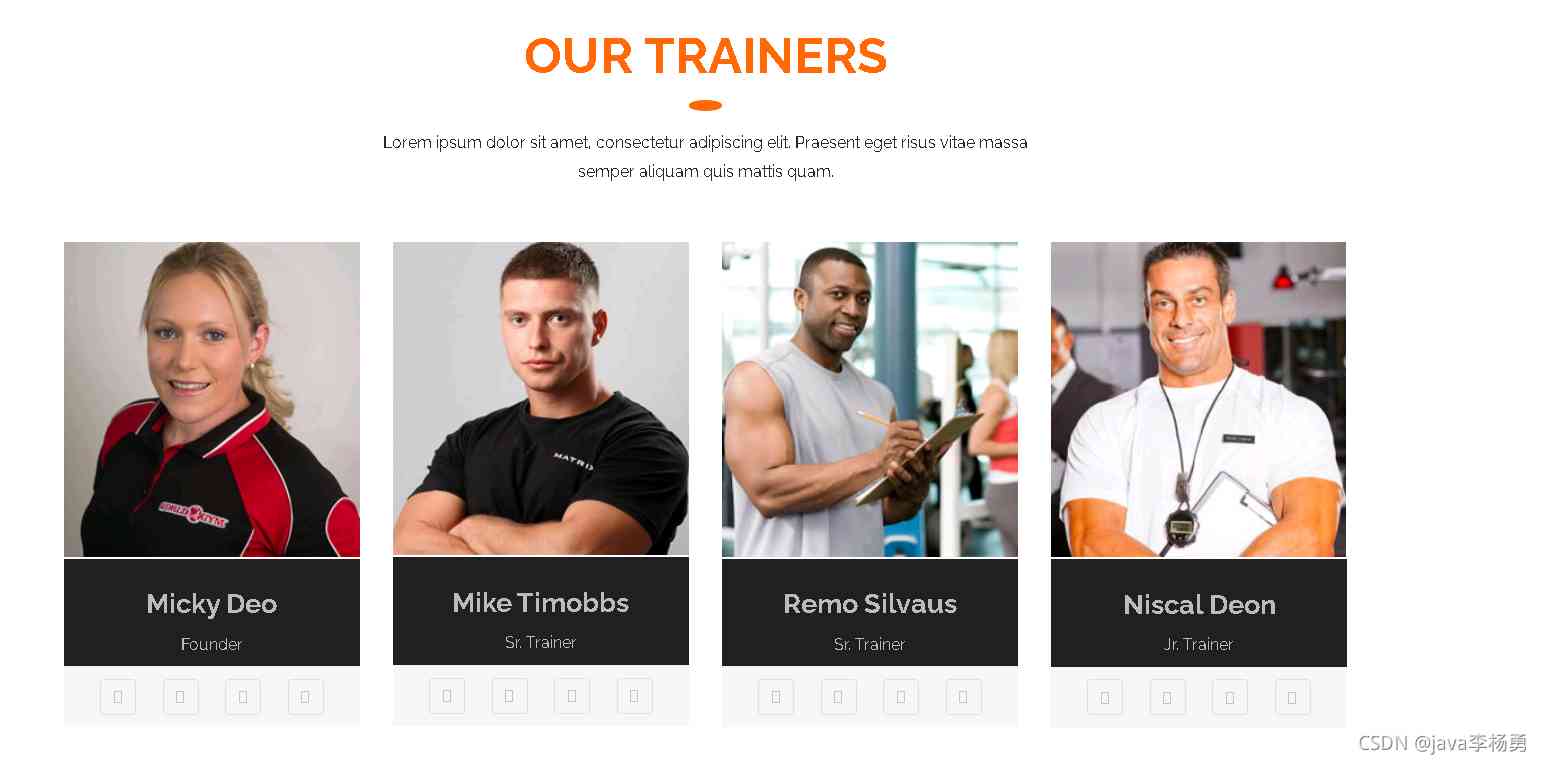 OUR TRAINERS
Lorem ipsum dolor sit amet, consectetur adipiscing elit. Praesent eget risus vitae massa
semper aliquam quis mattis quam.
MATRIX
Micky Deo
Founder
Mike Timobbs
Sr. Trainer
Remo Silvaus
Sr. Trainer
Niscal Deon
Jr. Trainer
CSDN @java李杨勇